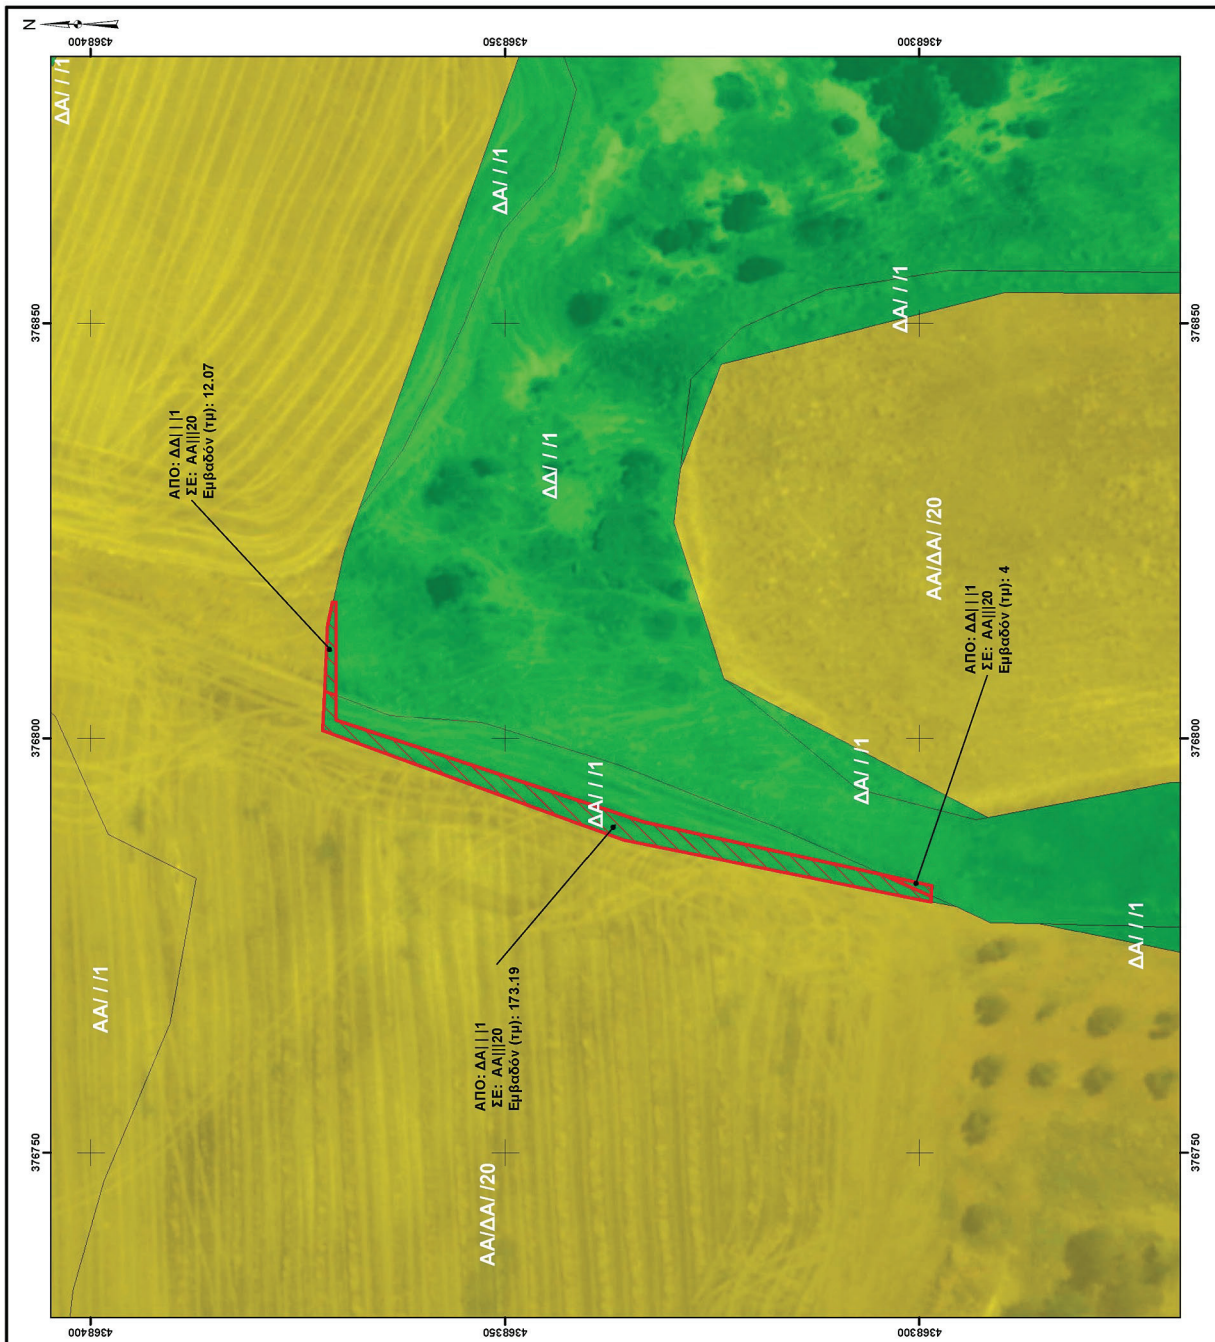 N
4368400
4368350
4368300
376850
376800
376750
376850
376800
376750
4368400
4368350
4368300
ΔΑ/ / /1
ΔΑ/ / /1
ΔΑ/ / /1
ΑΠΟ: ΔΔ| | |1
ΣΕ: ΑΑ|||20
Εμβαδόν (τμ): 12.07
ΔΔ/ / /1
ΑΑ/ΔΑ/ /20
ΑΠΟ: ΔΔ| | |1
ΣΕ: ΑΑ|||20
Εμβαδόν (τμ): 4
ΔΑ/ / /1
ΔΑ/ / /1
ΔΑ/ / /1
ΑΑ/ / /1
ΑΠΟ: ΔΑ| | |1
ΣΕ: ΑΑ|||20
Εμβαδόν (τμ): 173.19
ΑΑ/ΔΑ/ /20